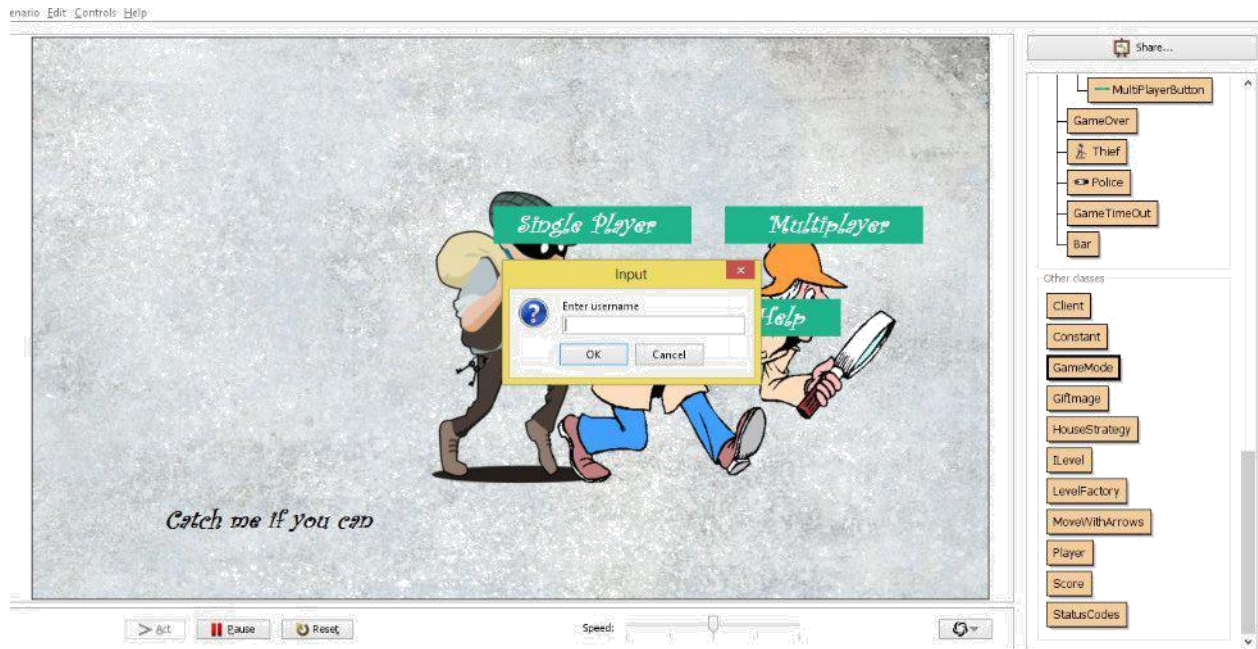 enario Edit Controls Help
Share...
MultiPlayerButton
GameOver
Thief
Police
GameTimeOut
Bar
Other classes
Client
Constant
GameMode
GifImage
HouseStrategy
ILevel
LevelFactory
MoveWithArrows
Player
Score
StatusCodes
Single Player
Multiplayer
Input
Enter username
Help
OK Cancel
Catch me if you can
Act Pause Reset Speed: